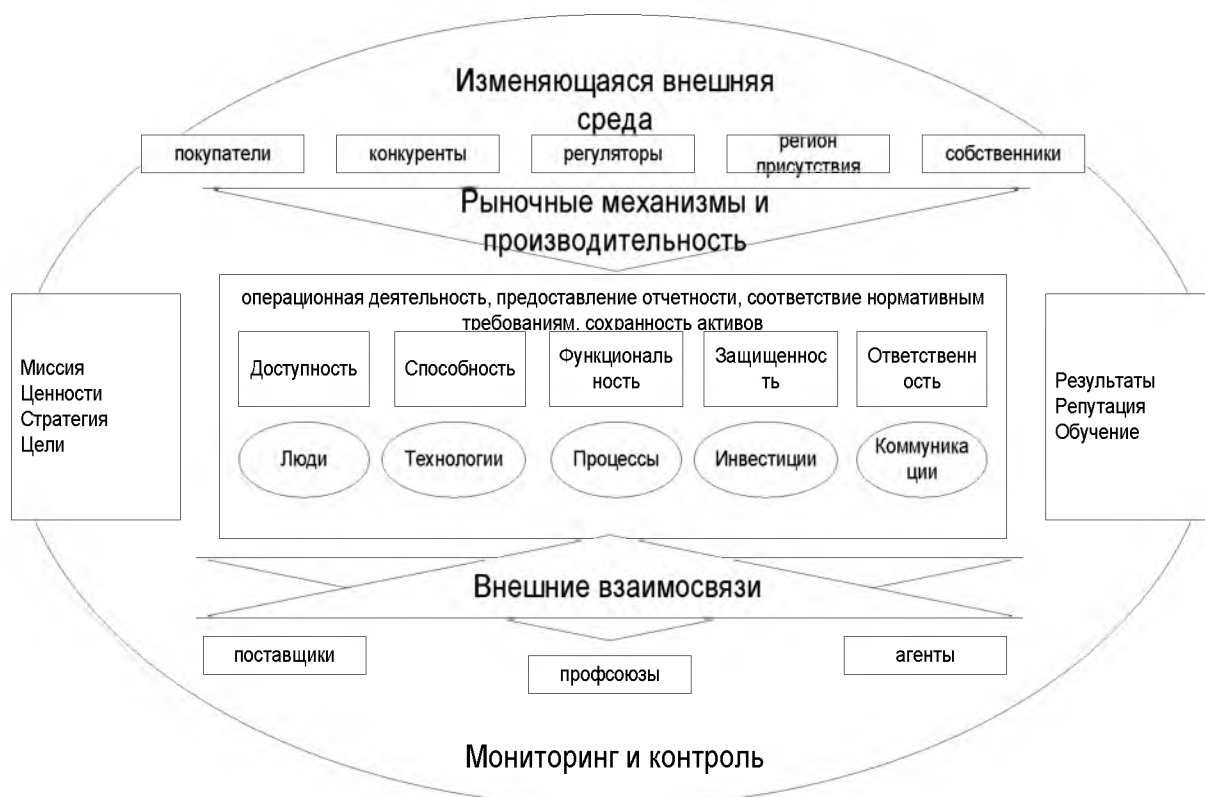 Изменяющаяся внешняя
среда
покупатели
конкуренты
регуляторы
регион
присутствия
собственники
Рыночные механизмы и
производительность
операционная деятельность, предоставление отчетности, соответствие нормативным
требованиям, сохранность активов
Миссия
Ценности
Стратегия
Цели
Доступность
Способность
Функциональ
ность
Защищеннос
ть
Ответственн
ость
Люди
Технологии
Процессы
Инвестиции
Коммуника
ции
Результаты
Репутация
Обучение
Внешние взаимосвязи
поставщики
профсоюзы
агенты
Мониторинг и контроль